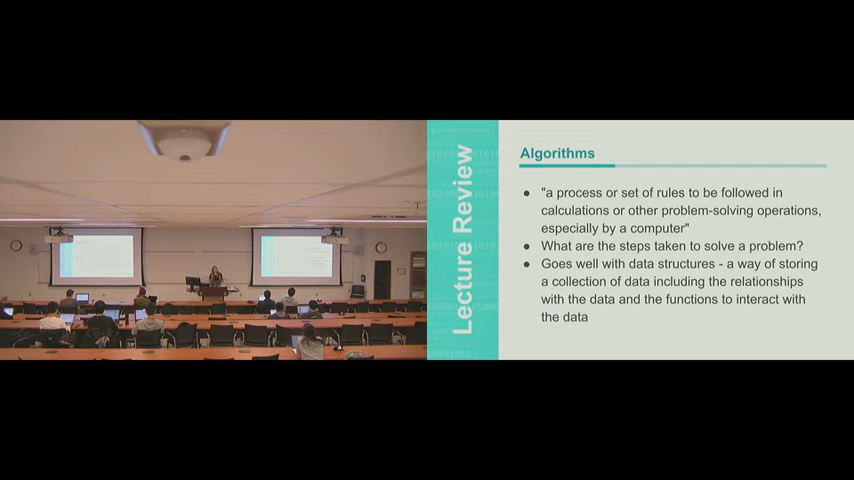 Lecture Review
Algorithms
● "a process or set of rules to be followed in
calculations or other problem-solving operations,
especially by a computer"
● What are the steps taken to solve a problem?
● Goes well with data structures - a way of storing
a collection of data including the relationships
with the data and the functions to interact with
the data